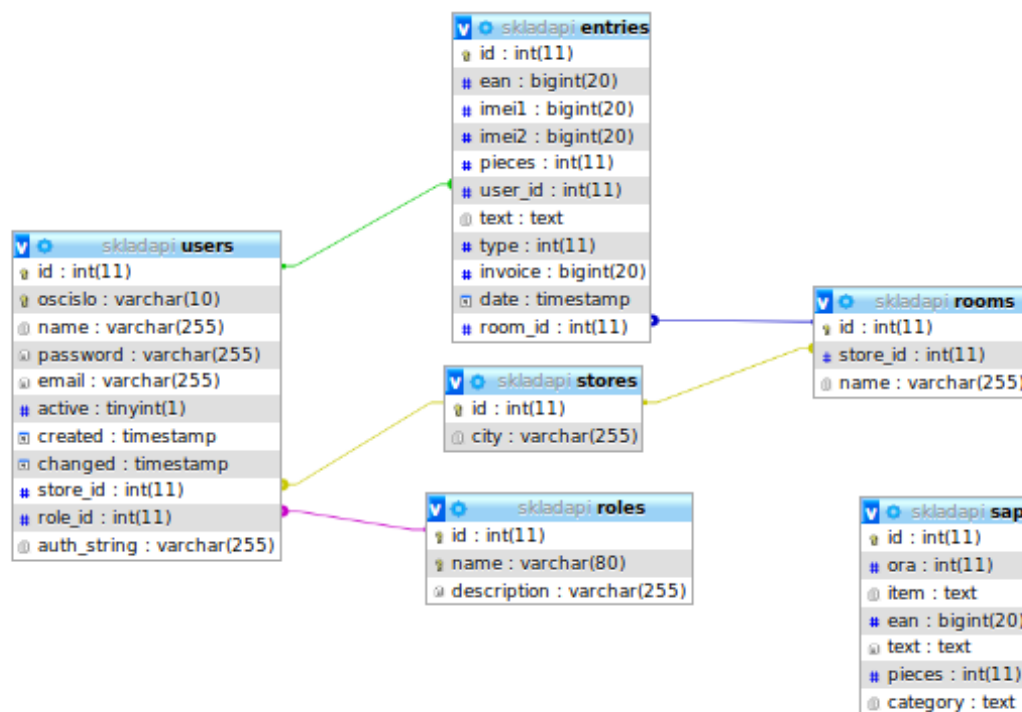 skladapi entries
id : int(11)
ean : bigint(20)
imei1 : bigint(20)
imei2 : bigint(20)
pieces : int(11)
user_id : int(11)
text : text
type : int(11)
invoice : bigint(20)
date : timestamp
room_id : int(11)
skladapi users
id : int(11)
oscislo : varchar(10)
name : varchar(255)
password : varchar(255)
email : varchar(255)
active : tinyint(1)
created : timestamp
changed : timestamp
store_id : int(11)
role_id : int(11)
auth_string : varchar(255)
skladapi rooms
id : int(11)
store_id : int(11)
name : varchar(255)
skladapi stores
id : int(11)
city : varchar(255)
skladapi roles
id : int(11)
name : varchar(80)
description : varchar(255)
skladapi sap
id : int(11)
ora : int(11)
item : text
ean : bigint(20)
text : text
pieces : int(11)
category : text